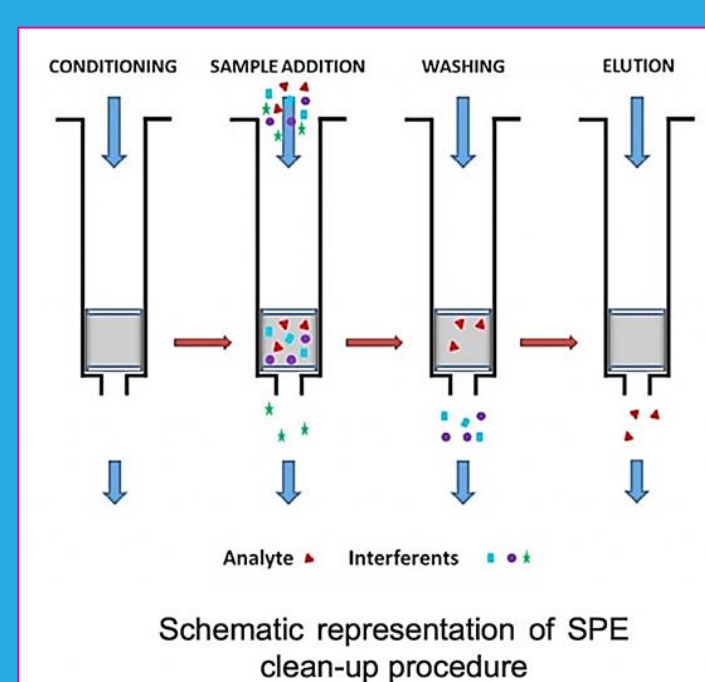 CONDITIONING SAMPLE ADDITION WASHING ELUTION
Analyte Interferents
Schematic representation of SPE
clean-up procedure